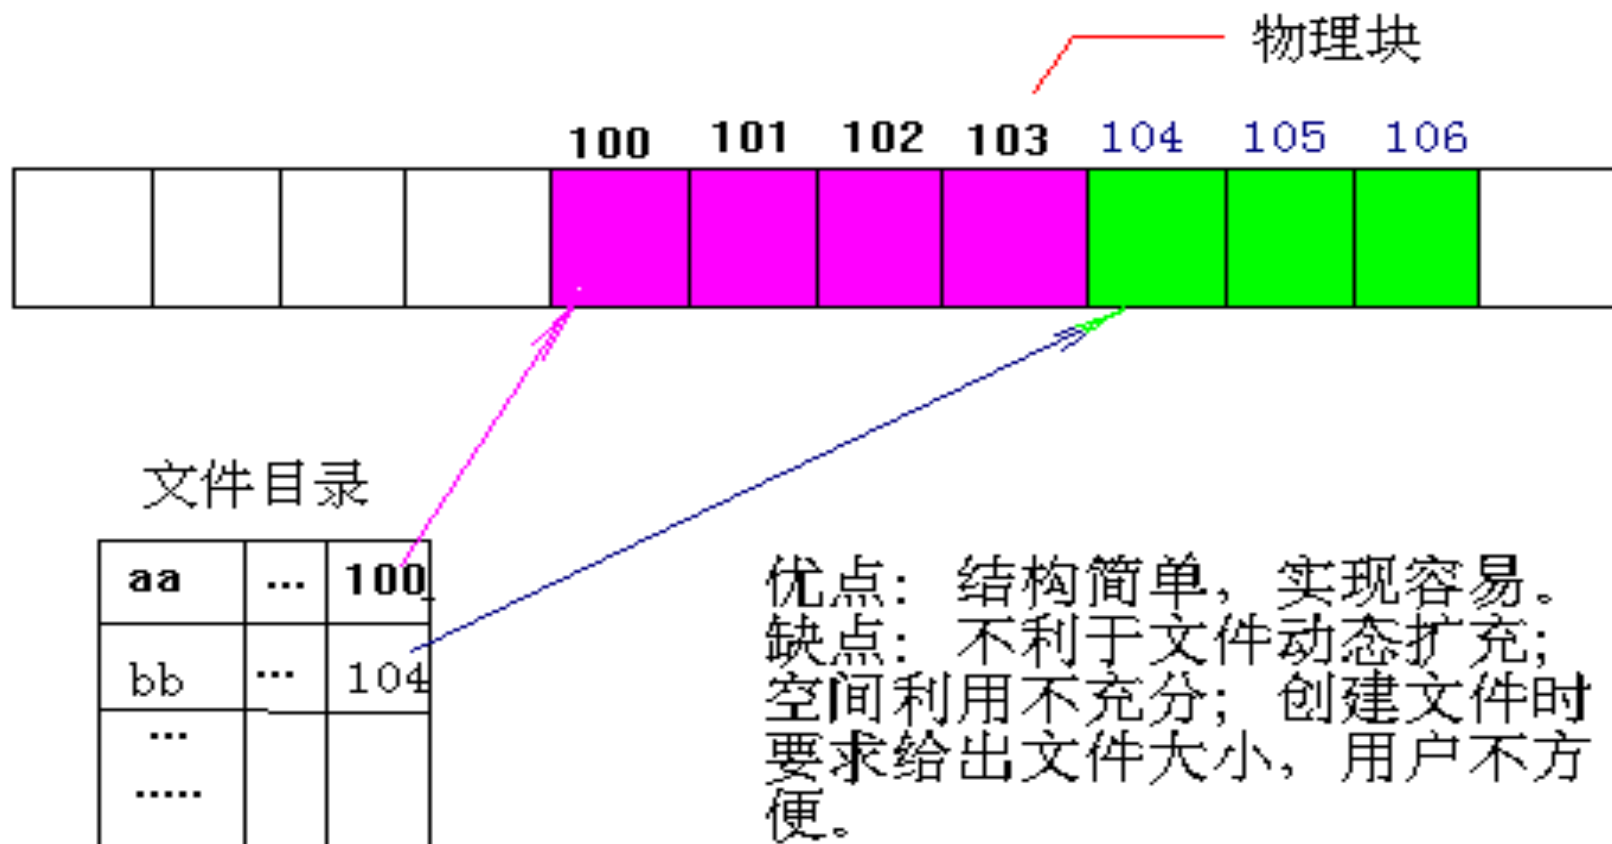 物理块
100 101 102 103 104 105 106
文件目录
aa ... 100
bb ... 104
...
.....
优点：结构简单，实现容易。
缺点：不利于文件动态扩充；
空间利用不充分；创建文件时
要求给出文件大小，用户不方
便。